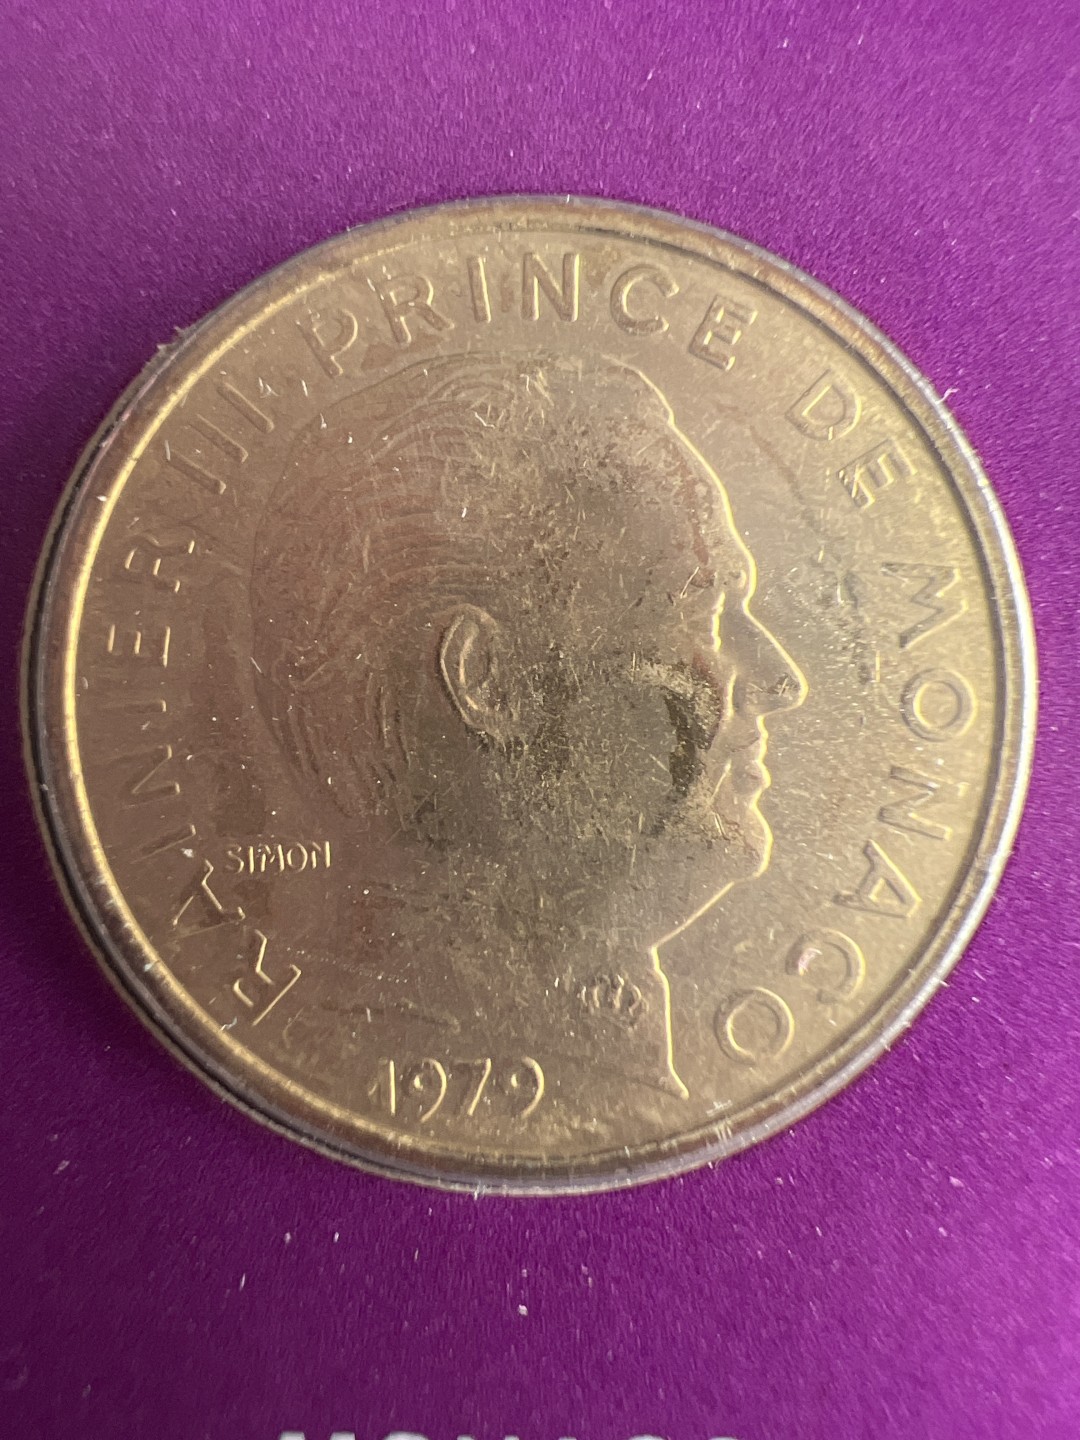 RAINIER III PRINCE DE MONACO
SIMON
1979